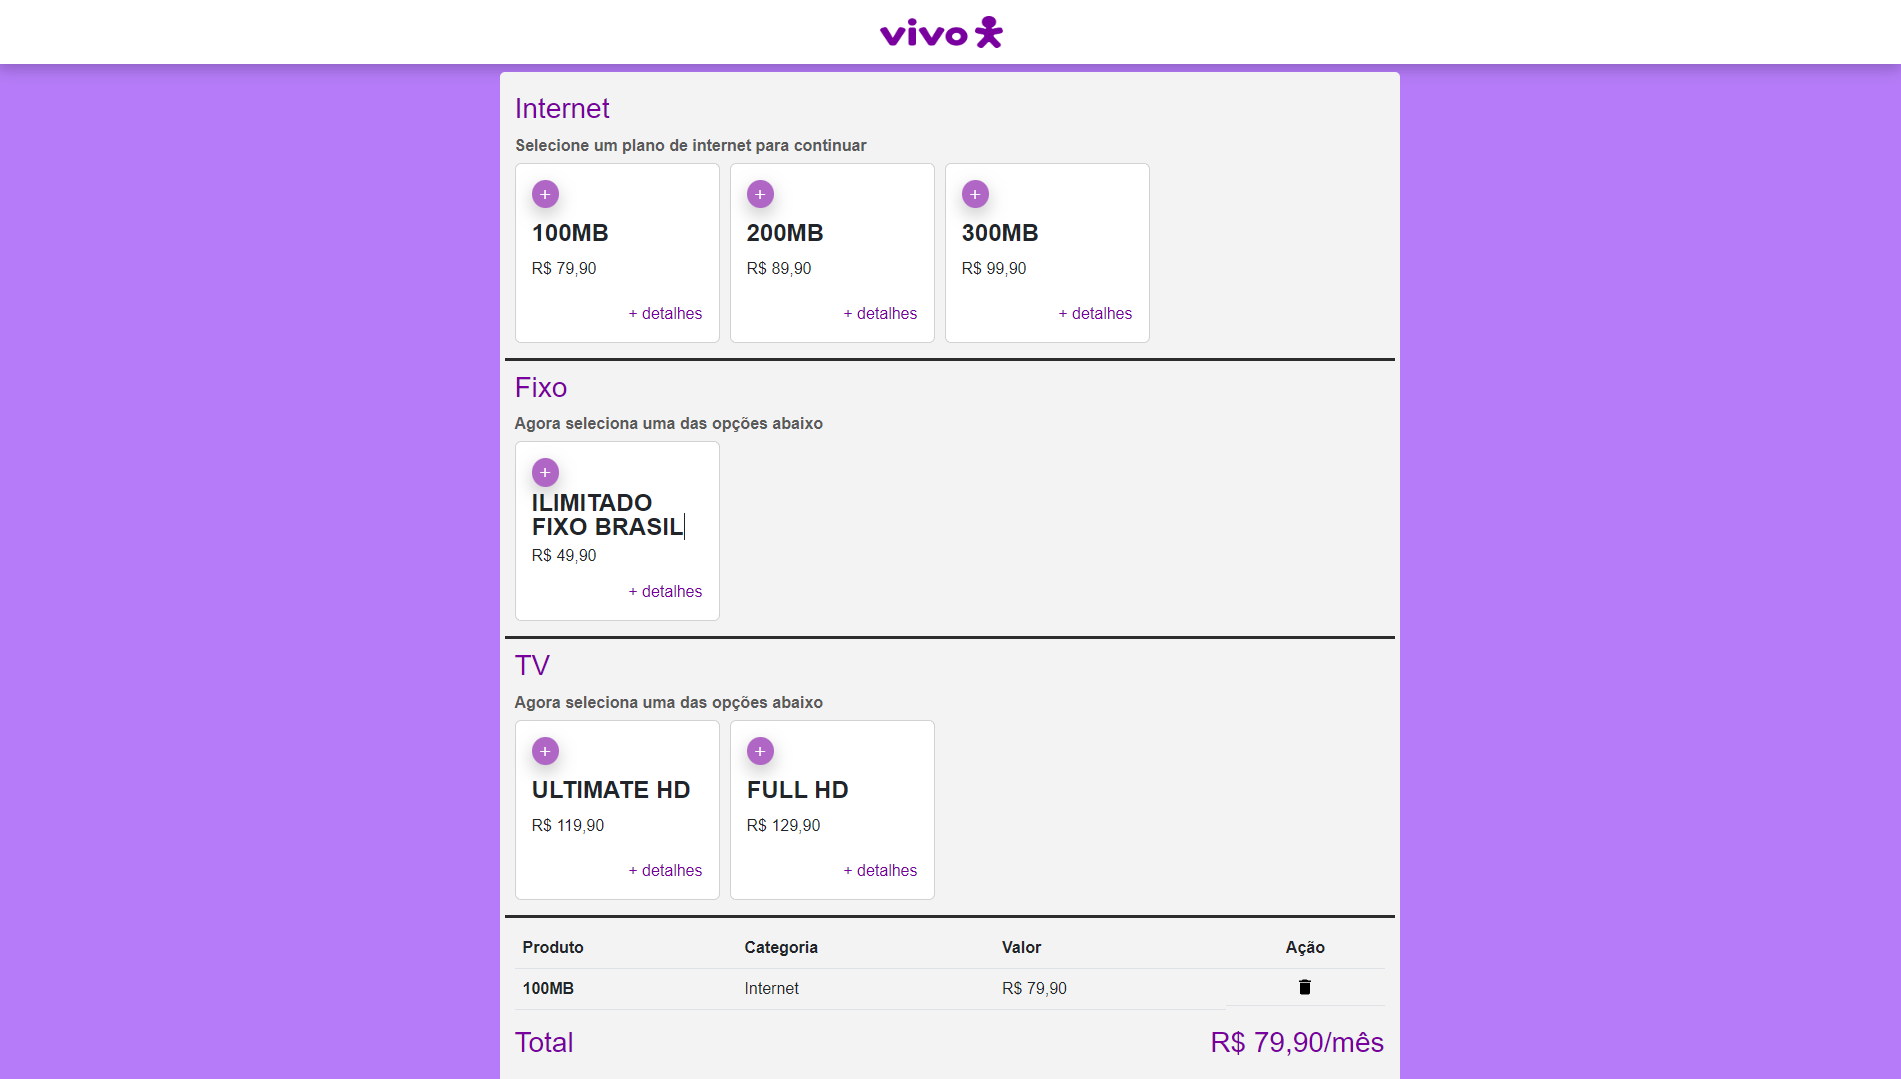 vivo
Internet
Selecione um plano de internet para continuar
+ + +
100MB 200MB 300MB
R$ 79,90 R$ 89,90 R$ 99,90
+ detalhes + detalhes + detalhes
Fixo
Agora seleciona uma das opções abaixo
+
ILIMITADO
FIXO BRASIL
R$ 49,90
+ detalhes
TV
Agora seleciona uma das opções abaixo
+ +
ULTIMATE HD FULL HD
R$ 119,90 R$ 129,90
+ detalhes + detalhes
Produto Categoria Valor Ação
100MB Internet R$ 79,90
Total R$ 79,90/mês